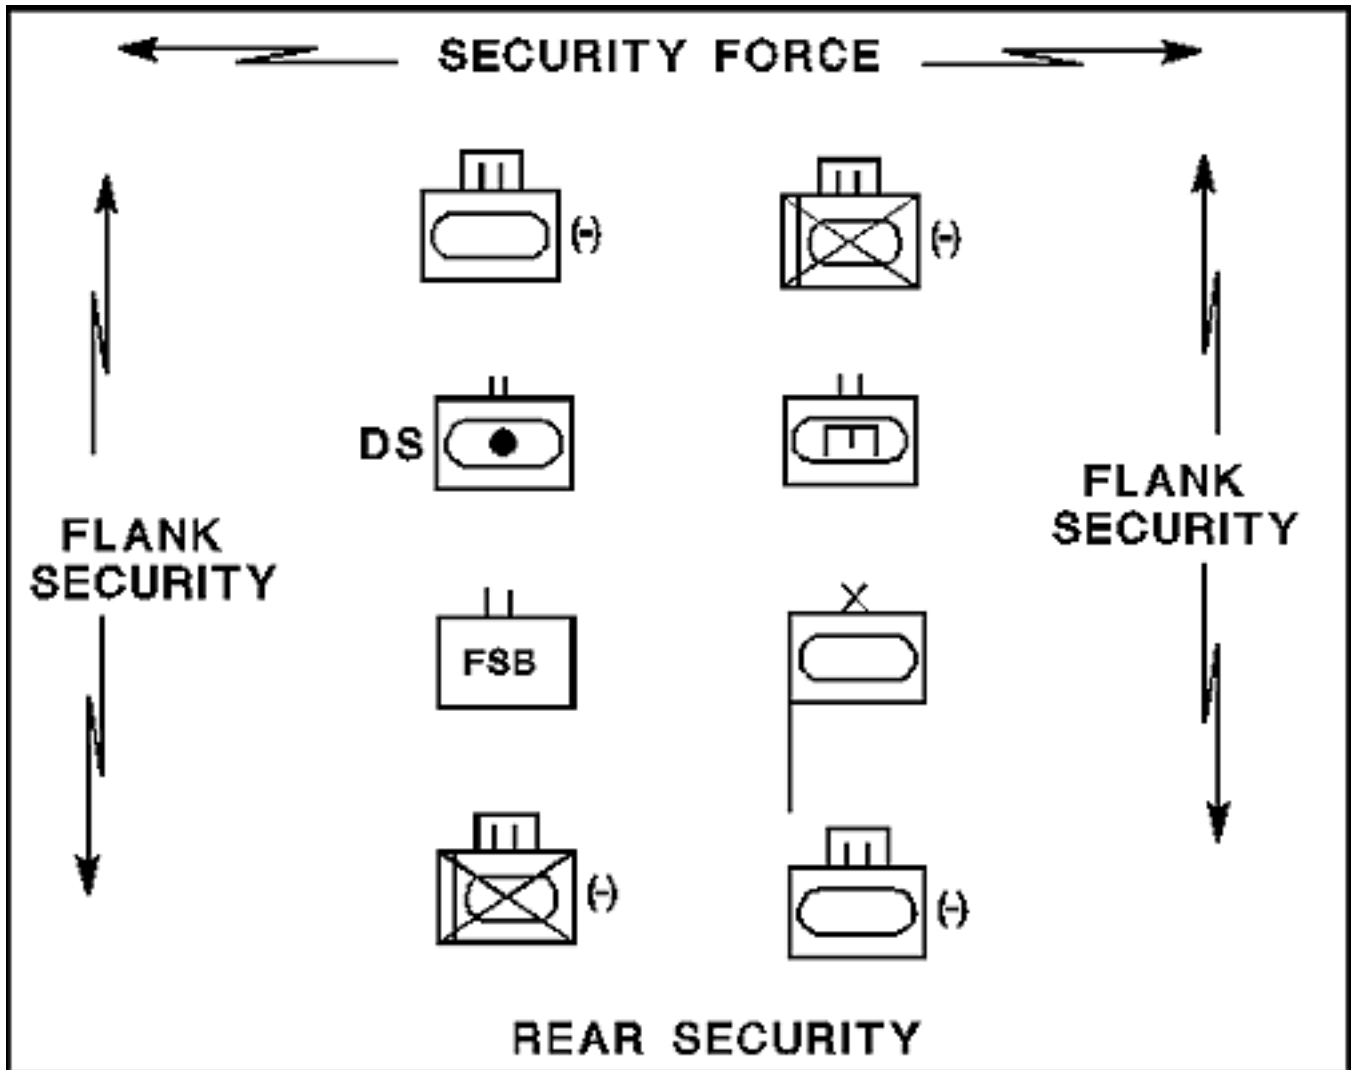 SECURITY FORCE
(-)
(-)
DS
FLANK
SECURITY
FLANK
SECURITY
FSB
(-)
(-)
REAR SECURITY